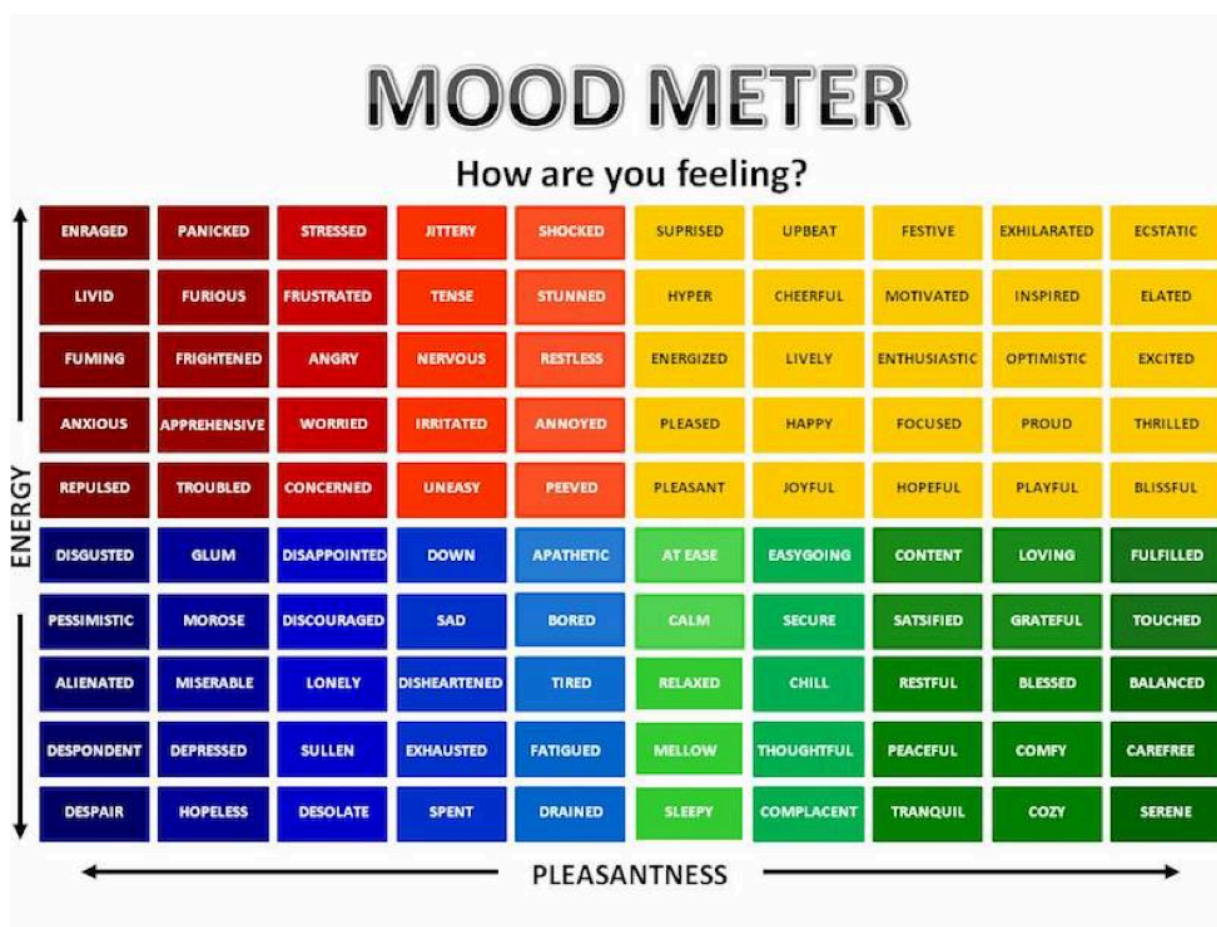 MOOD METER
How are you feeling?
ENRAGED PANICKED STRESSED JITTERY SHOCKED SUPRISED UPBEAT FESTIVE EXHILARATED ECSTATIC
LIVID FURIOUS FRUSTRATED TENSE STUNNED HYPER CHEERFUL MOTIVATED INSPIRED ELATED
FUMING FRIGHTENED ANGRY NERVOUS RESTLESS ENERGIZED LIVELY ENTHUSIASTIC OPTIMISTIC EXCITED
ANXIOUS APPREHENSIVE WORRIED IRRITATED ANNOYED PLEASED HAPPY FOCUSED PROUD THRILLED
REPULSED TROUBLED CONCERNED UNEASY PEEVED PLEASANT JOYFUL HOPEFUL PLAYFUL BLISSFUL
ENERGY
DISGUSTED GLUM DISAPPOINTED DOWN APATHETIC AT EASE EASYGOING CONTENT LOVING FULFILLED
PESSIMISTIC MOROSE DISCOURAGED SAD BORED CALM SECURE SATSIFIED GRATEFUL TOUCHED
ALIENATED MISERABLE LONELY DISHEARTENED TIRED RELAXED CHILL RESTFUL BLESSED BALANCED
DESPONDENT DEPRESSED SULLEN EXHAUSTED FATIGUED MELLOW THOUGHTFUL PEACEFUL COMFY CAREFREE
DESPAIR HOPELESS DESOLATE SPENT DRAINED SLEEPY COMPLACENT TRANQUIL COZY SERENE
PLEASANTNESS